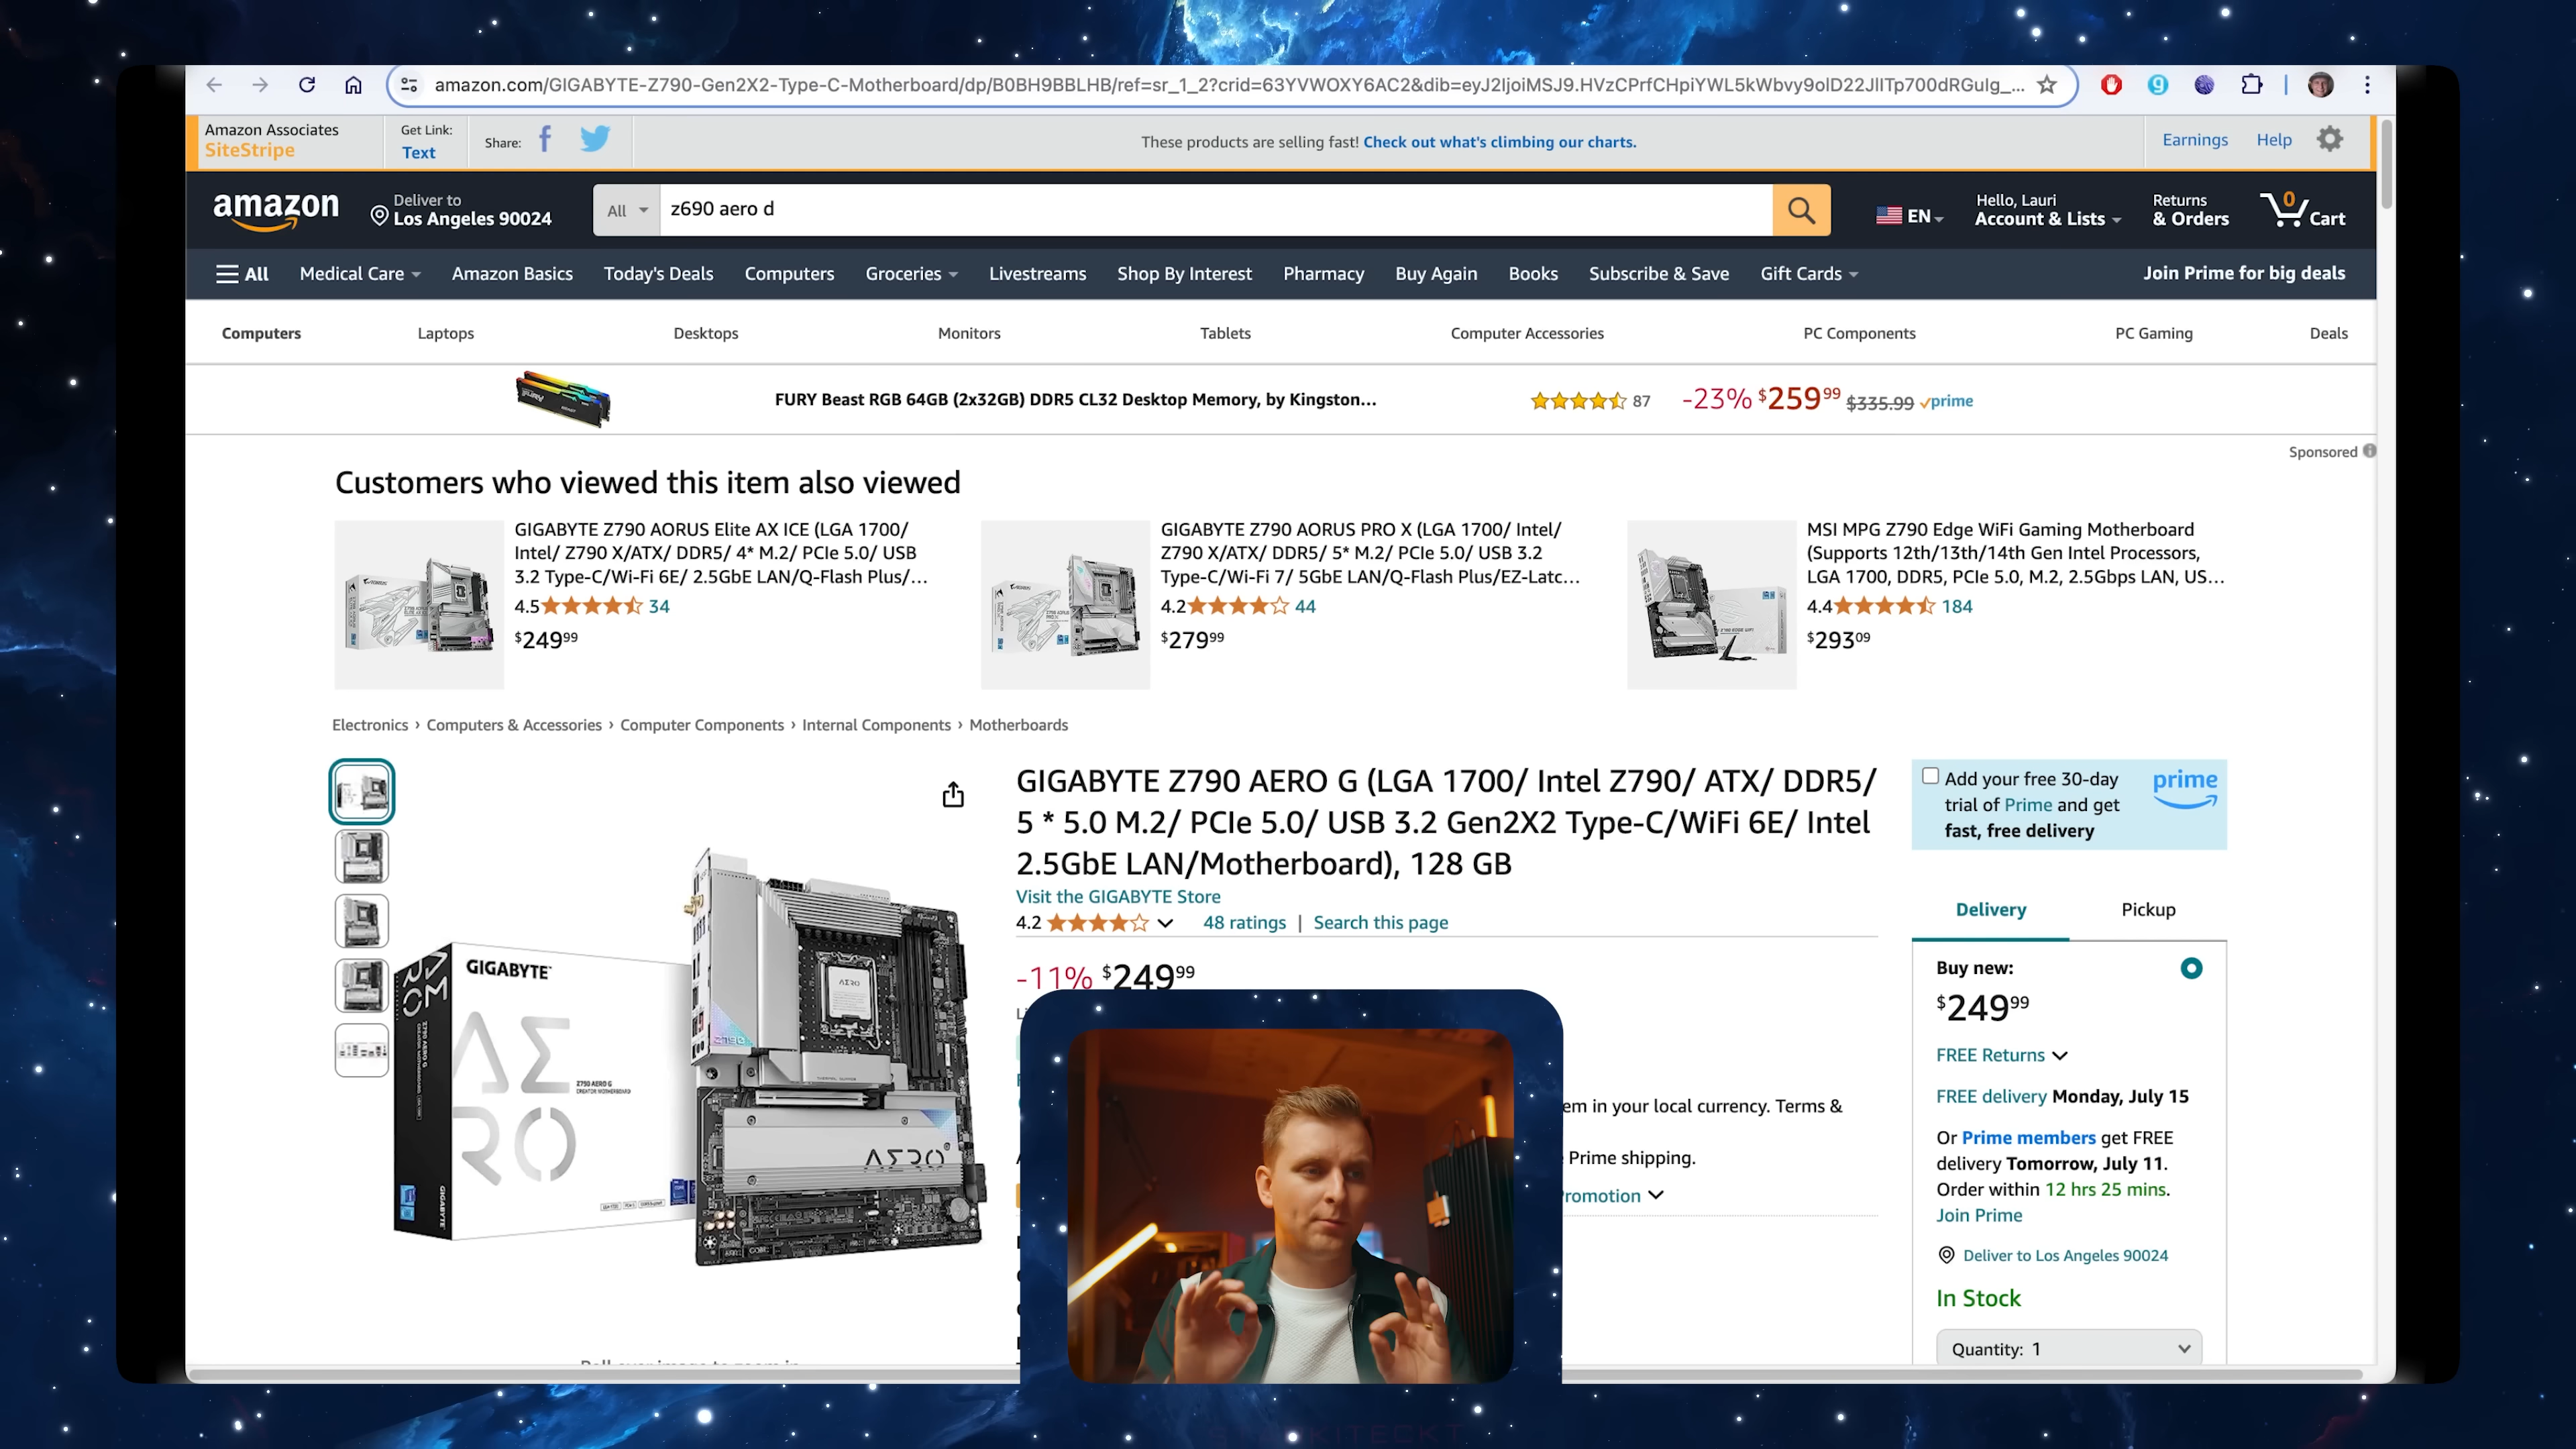 amazon.com/GIGABYTE-Z790-Gen2X2-Type-C-Motherboard/dp/B0BH9BBLHB/ref=sr_1_2?crid=63YVWOXY6AC2&dib=eyJ2IjoiMSJ9.HVzCPrfCHpiYWL5kWbvy9olD22JIITp700dRGulg_...
Amazon Associates
SiteStripe
Get Link:
Text
Share:
These products are selling fast! Check out what's climbing our charts.
Earnings
Help
amazon
Deliver to
Los Angeles 90024
All
z690 aero d
EN
Hello, Lauri
Account & Lists
Returns
& Orders
0
Cart
All
Medical Care
Amazon Basics
Today's Deals
Computers
Groceries
Livestreams
Shop By Interest
Pharmacy
Buy Again
Books
Subscribe & Save
Gift Cards
Join Prime for big deals
Computers
Laptops
Desktops
Monitors
Tablets
Computer Accessories
PC Components
PC Gaming
Deals
FURY Beast RGB 64GB (2x32GB) DDR5 CL32 Desktop Memory, by Kingston...
87
-23% $259 99 $335.99 prime
Sponsored
Customers who viewed this item also viewed
GIGABYTE Z790 AORUS Elite AX ICE (LGA 1700/
Intel/ Z790 X/ATX/ DDR5/ 4* M.2/ PCIe 5.0/ USB
3.2 Type-C/Wi-Fi 6E/ 2.5GbE LAN/Q-Flash Plus/...
4.5 34
$249 99
GIGABYTE Z790 AORUS PRO X (LGA 1700/ Intel/
Z790 X/ATX/ DDR5/ 5* M.2/ PCIe 5.0/ USB 3.2
Type-C/Wi-Fi 7/ 5GbE LAN/Q-Flash Plus/EZ-Latc...
4.2 44
$279 99
MSI MPG Z790 Edge WiFi Gaming Motherboard
(Supports 12th/13th/14th Gen Intel Processors,
LGA 1700, DDR5, PCIe 5.0, M.2, 2.5Gbps LAN, US...
4.4 184
$293 09
Electronics › Computers & Accessories › Computer Components › Internal Components › Motherboards
GIGABYTE
AERO
Z790 AERO G
CREATOR MOTHERBOARD
GIGABYTE
AERO
AERO
GIGABYTE Z790 AERO G (LGA 1700/ Intel Z790/ ATX/ DDR5/
5 * 5.0 M.2/ PCIe 5.0/ USB 3.2 Gen2X2 Type-C/WiFi 6E/ Intel
2.5GbE LAN/Motherboard), 128 GB
Visit the GIGABYTE Store
4.2 48 ratings | Search this page
-11% $249 99
em in your local currency. Terms &
Prime shipping.
romotion
Add your free 30-day
trial of Prime and get
fast, free delivery
prime
Delivery
Pickup
Buy new:
$249 99
FREE Returns
FREE delivery Monday, July 15
Or Prime members get FREE
delivery Tomorrow, July 11.
Order within 12 hrs 25 mins.
Join Prime
Deliver to Los Angeles 90024
In Stock
Quantity: 1